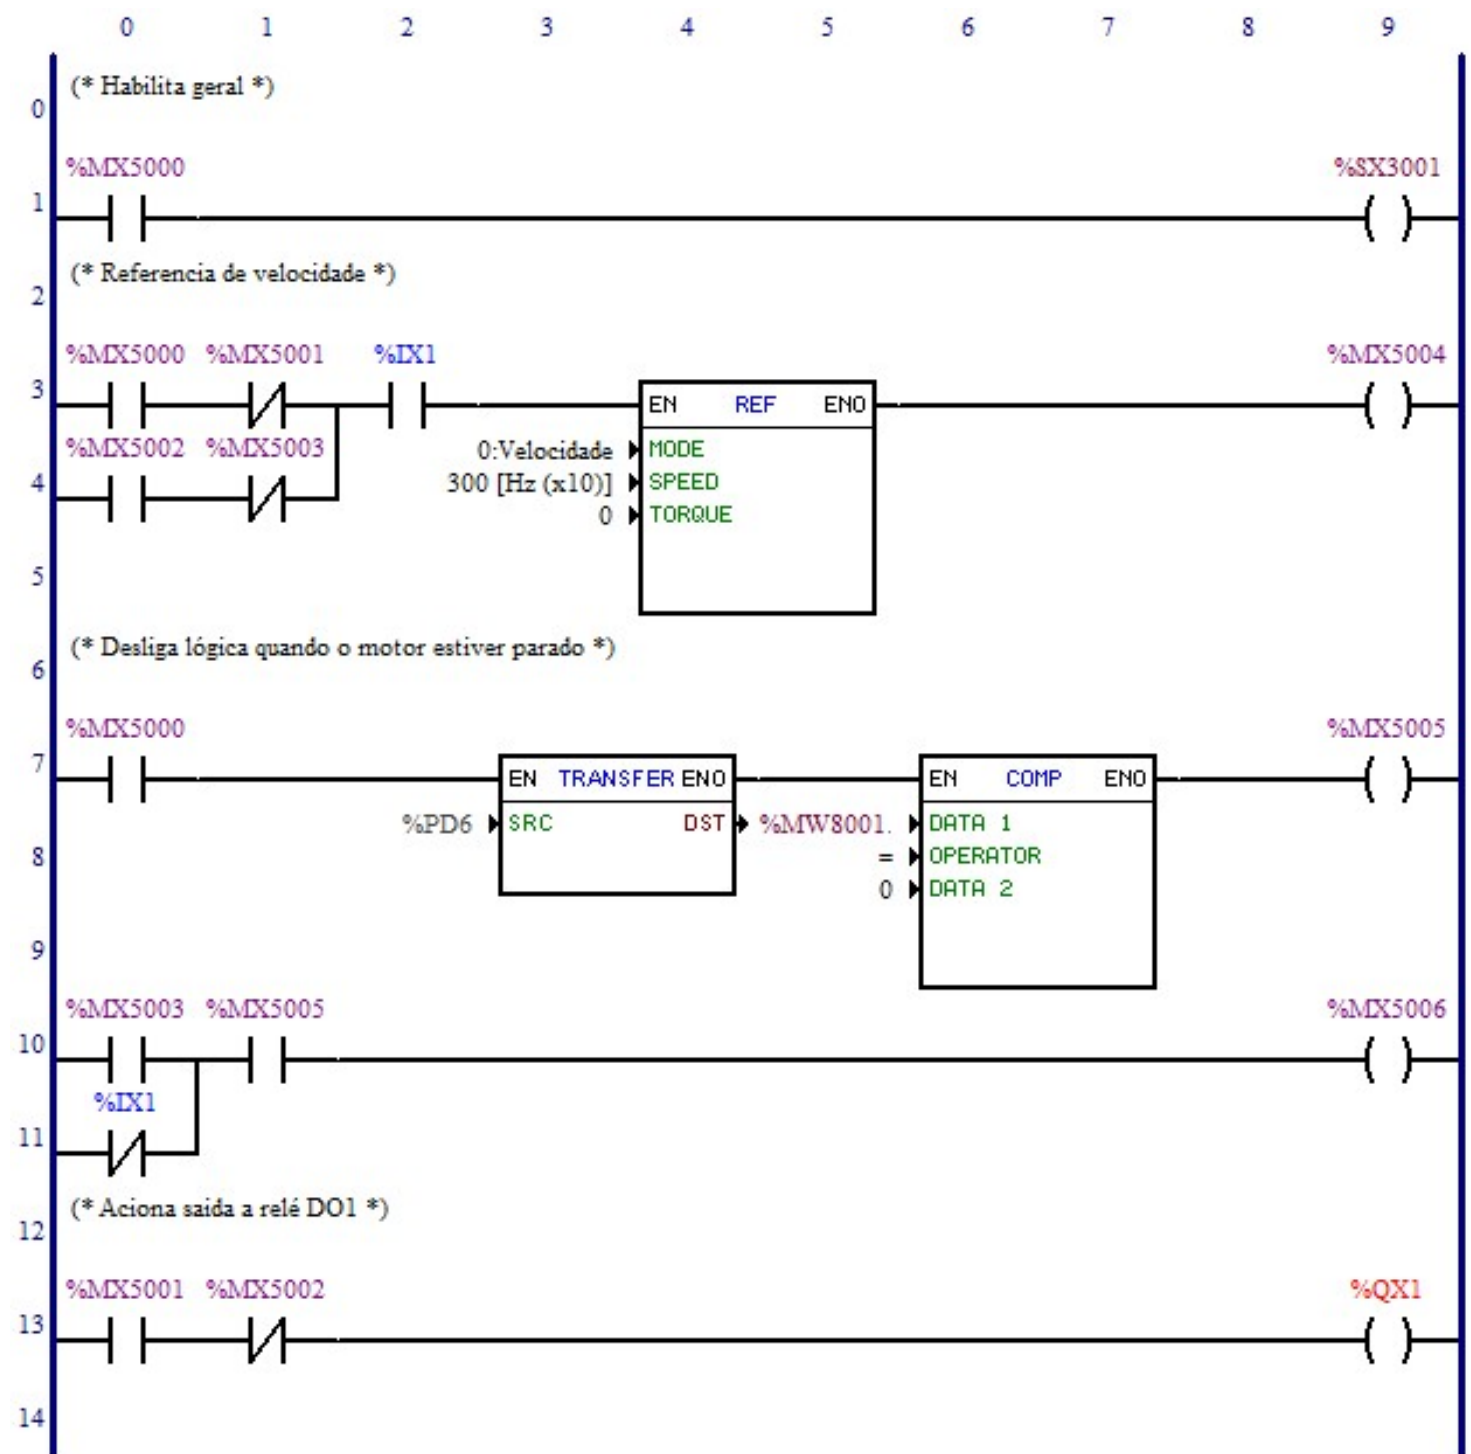 0 1 2 3 4 5 6 7 8 9
(* Habilita geral *)
0
%MX5000 %SX3001
1
(* Referencia de velocidade *)
2
%MX5000 %MX5001 %IX1 %MX5004
3
EN REF ENO
%MX5002 %MX5003 0:Velocidade MODE
4
300 [Hz (x10)] SPEED
0 TORQUE
5
(* Desliga lógica quando o motor estiver parado *)
6
%MX5000 %MX5005
7
EN TRANSFER ENO EN COMP ENO
%PD6 SRC DST %MW8001. DATA 1
8
= OPERATOR
0 DATA 2
9
%MX5003 %MX5005 %MX5006
10
%IX1
11
(* Aciona saida a relé DO1 *)
12
%MX5001 %MX5002 %QX1
13
14